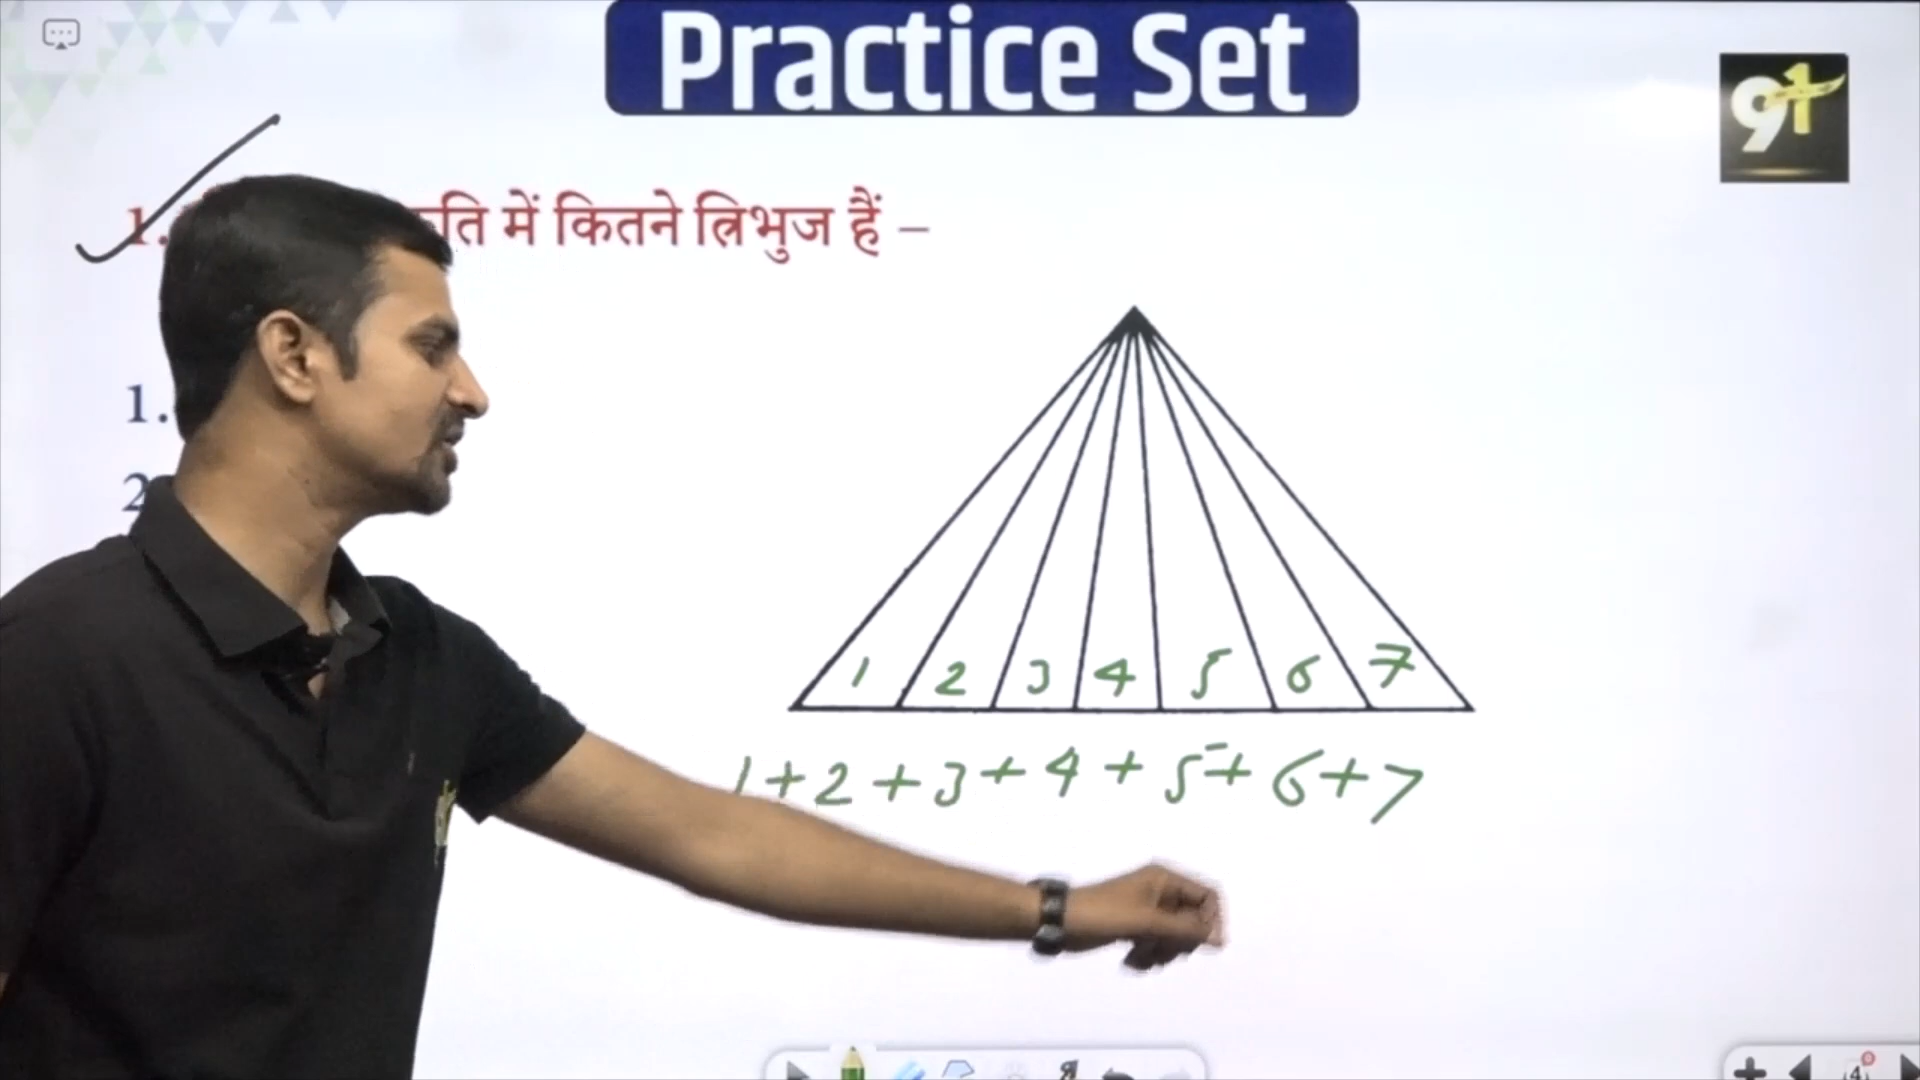 Practice Set
91
1. में कितने त्रिभुज हैं –
1.
2
1 2 3 4 5 6 7
1 + 2 + 3 + 4 + 5 + 6 + 7